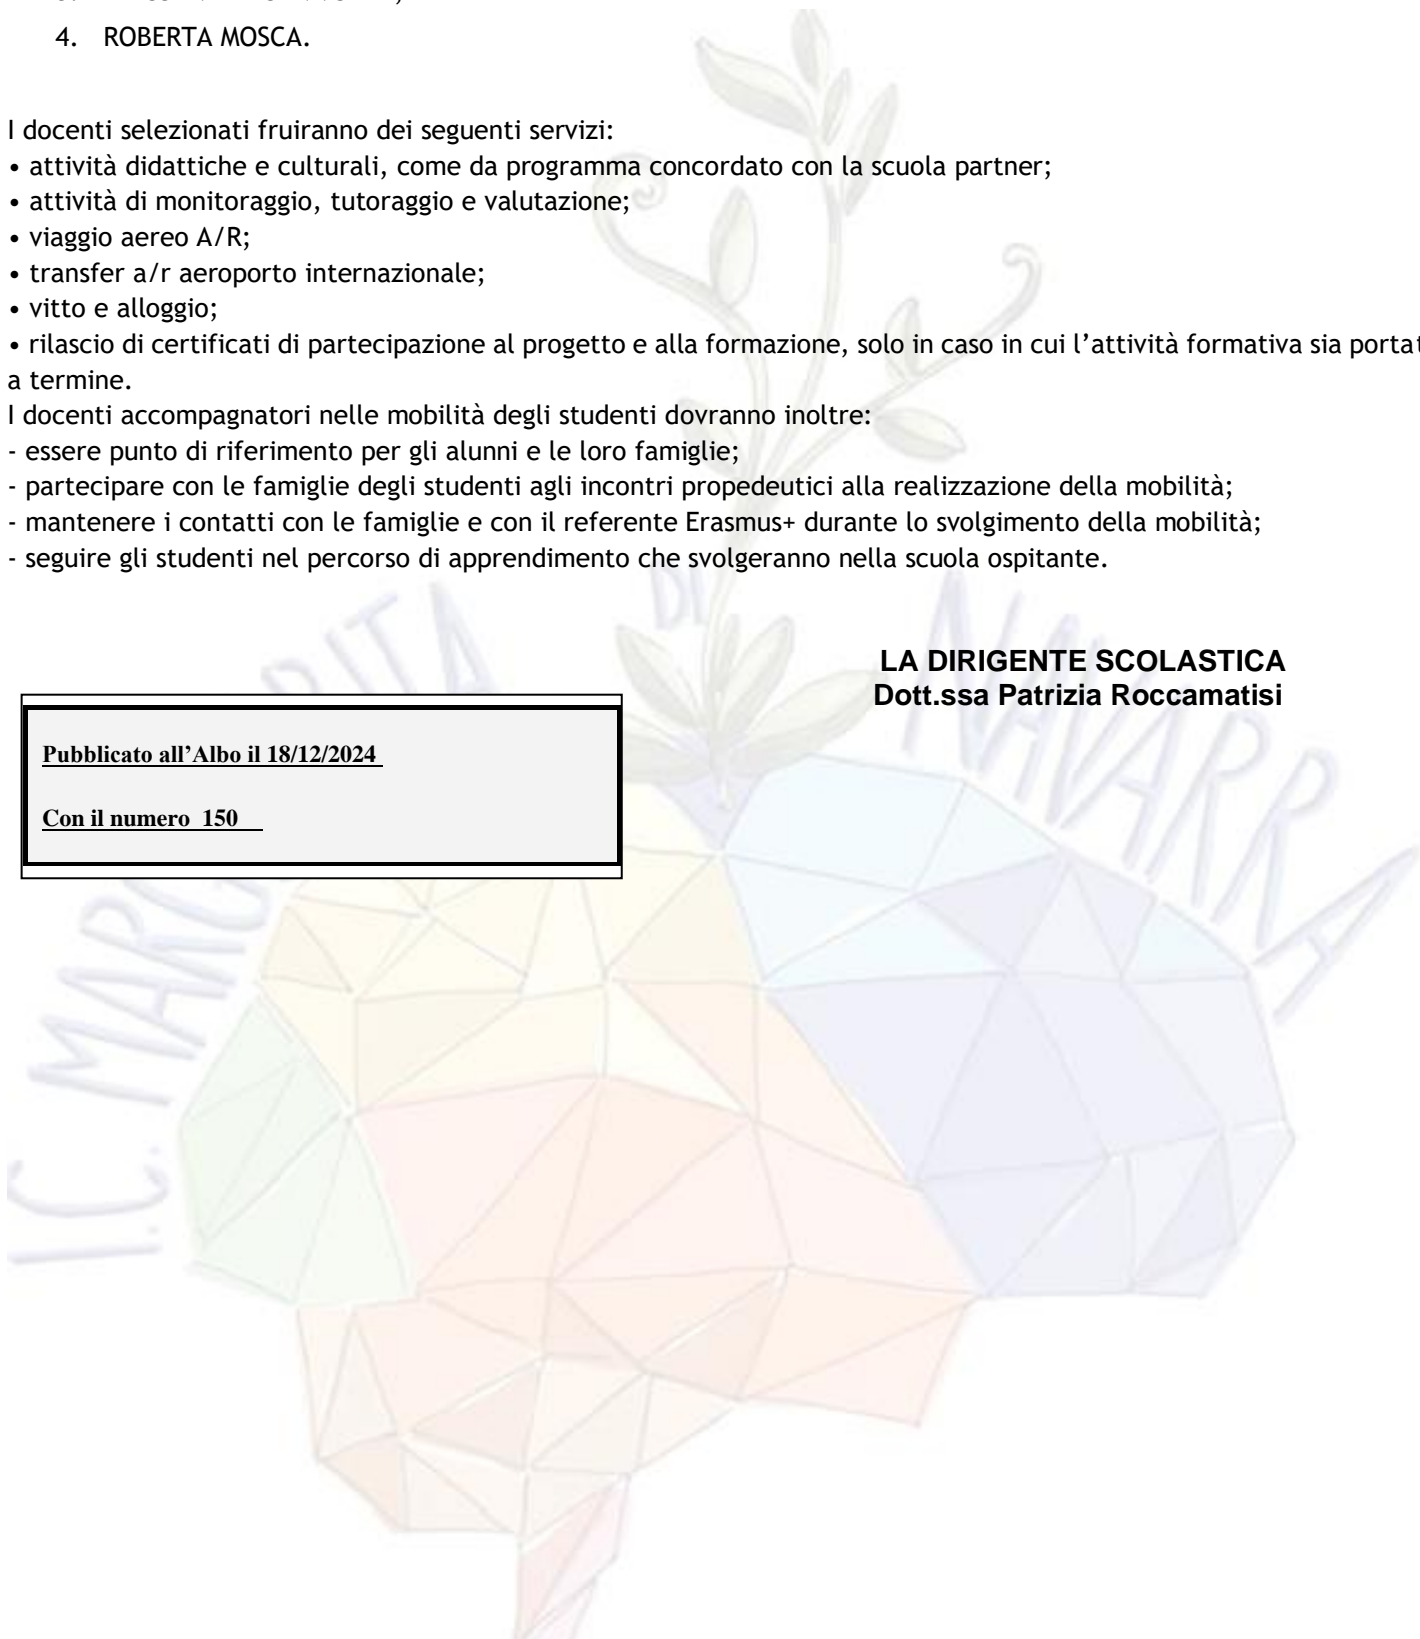 4. ROBERTA MOSCA.
I docenti selezionati fruiranno dei seguenti servizi:
• attività didattiche e culturali, come da programma concordato con la scuola partner;
• attività di monitoraggio, tutoraggio e valutazione;
• viaggio aereo A/R;
• transfer a/r aeroporto internazionale;
• vitto e alloggio;
• rilascio di certificati di partecipazione al progetto e alla formazione, solo in caso in cui l’attività formativa sia portat
a termine.
I docenti accompagnatori nelle mobilità degli studenti dovranno inoltre:
- essere punto di riferimento per gli alunni e le loro famiglie;
- partecipare con le famiglie degli studenti agli incontri propedeutici alla realizzazione della mobilità;
- mantenere i contatti con le famiglie e con il referente Erasmus+ durante lo svolgimento della mobilità;
- seguire gli studenti nel percorso di apprendimento che svolgeranno nella scuola ospitante.
LA DIRIGENTE SCOLASTICA
Dott.ssa Patrizia Roccamatisi
Pubblicato all’Albo il 18/12/2024
Con il numero 150
I.C. MARG
RITA DI NAVARRA